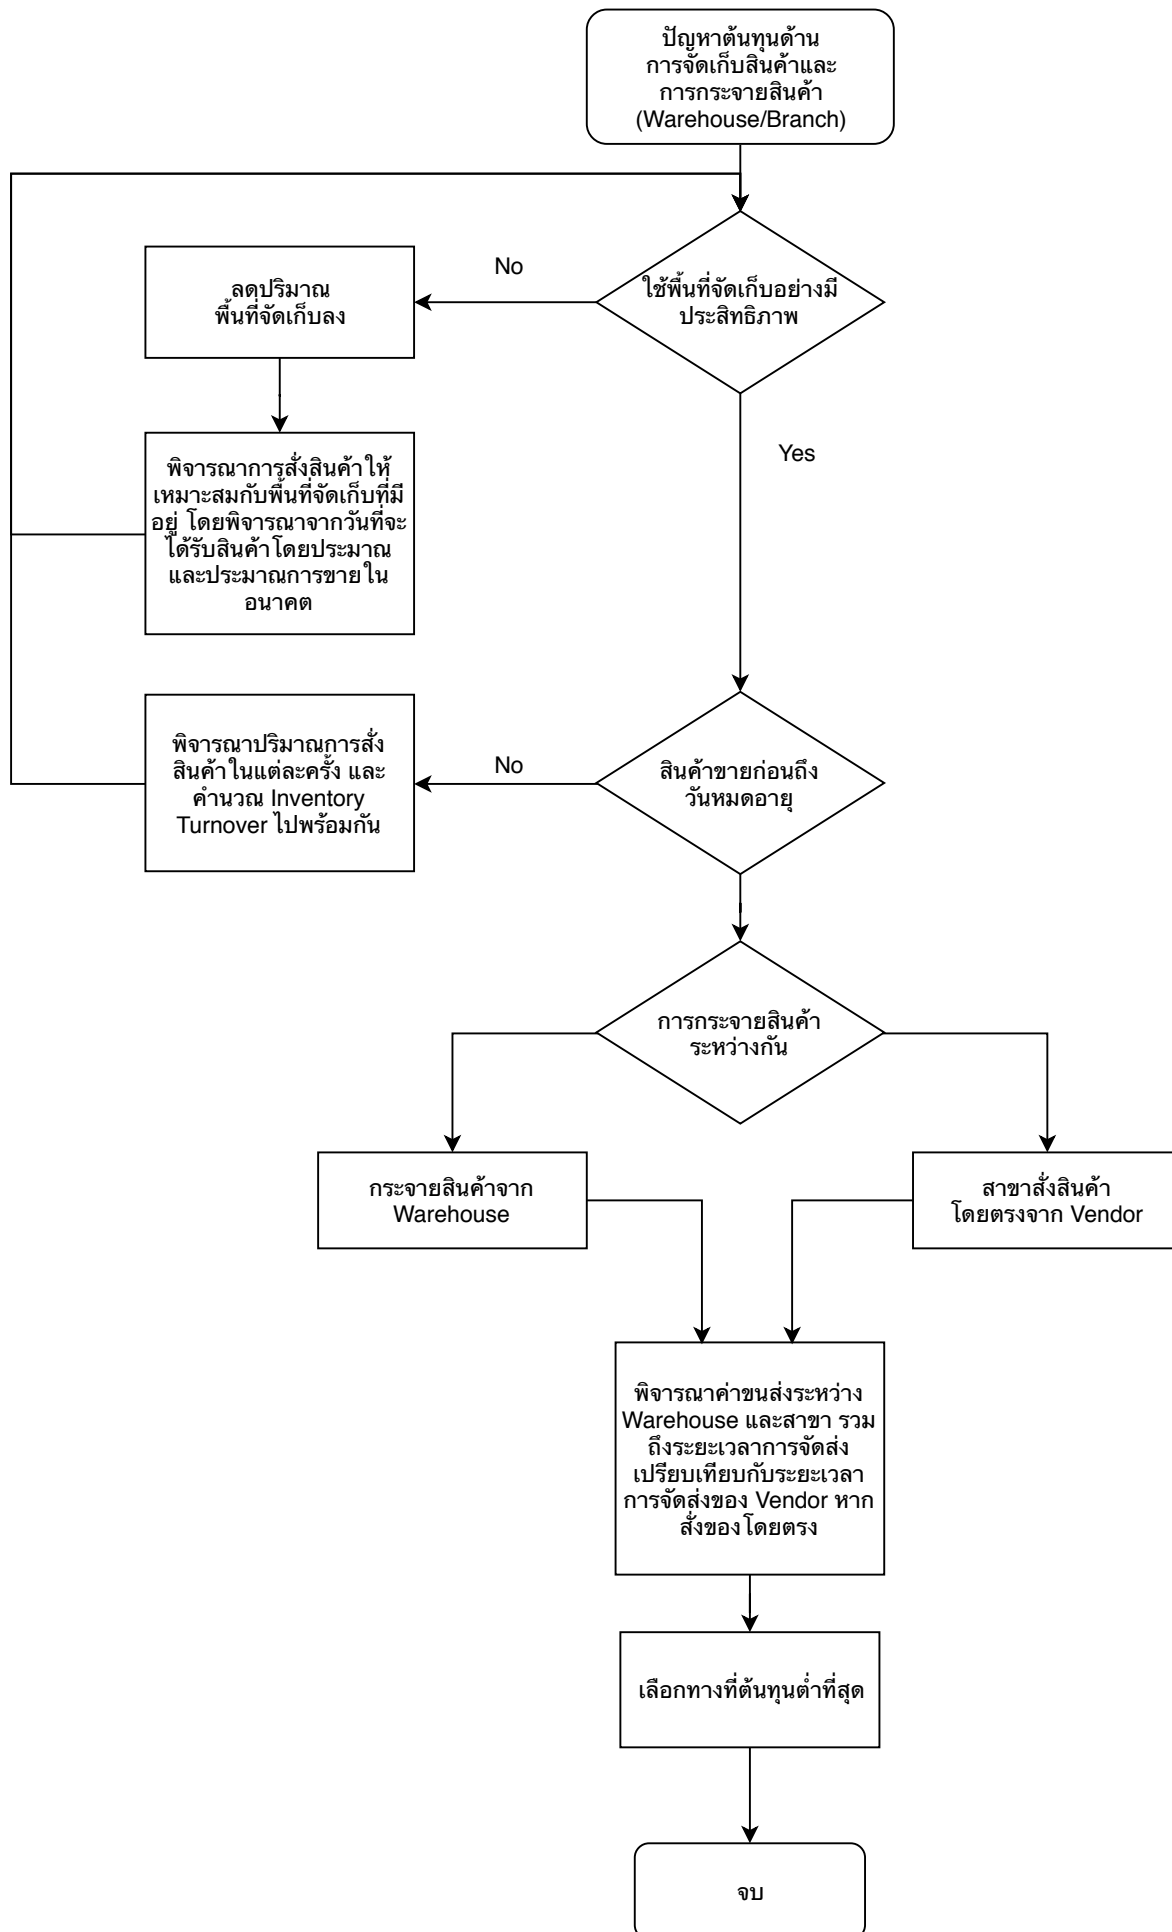 ปัญหาต้นทุนด้าน
การจัดเก็บสินค้าและ
การกระจายสินค้า
(Warehouse/Branch)
No
ใช้พื้นที่จัดเก็บอย่างมี
ประสิทธิภาพ
ลดปริมาณ
พื้นที่จัดเก็บลง
Yes
พิจารณาการสั่งสินค้าให้
เหมาะสมกับพื้นที่จัดเก็บที่มี
อยู่ โดยพิจารณาจากวันที่จะ
ได้รับสินค้าโดยประมาณ
และประมาณการขายใน
อนาคต
พิจารณาปริมาณการสั่ง
สินค้าในแต่ละครั้ง และ
คำนวณ Inventory
Turnover ไปพร้อมกัน
No
สินค้าขายก่อนถึง
วันหมดอายุ
การกระจายสินค้า
ระหว่างกัน
กระจายสินค้าจาก
Warehouse
สาขาสั่งสินค้า
โดยตรงจาก Vendor
พิจารณาค่าขนส่งระหว่าง
Warehouse และสาขา รวม
ถึงระยะเวลาการจัดส่ง
เปรียบเทียบกับระยะเวลา
การจัดส่งของ Vendor หาก
สั่งของโดยตรง
เลือกทางที่ต้นทุนต่ำที่สุด
จบ